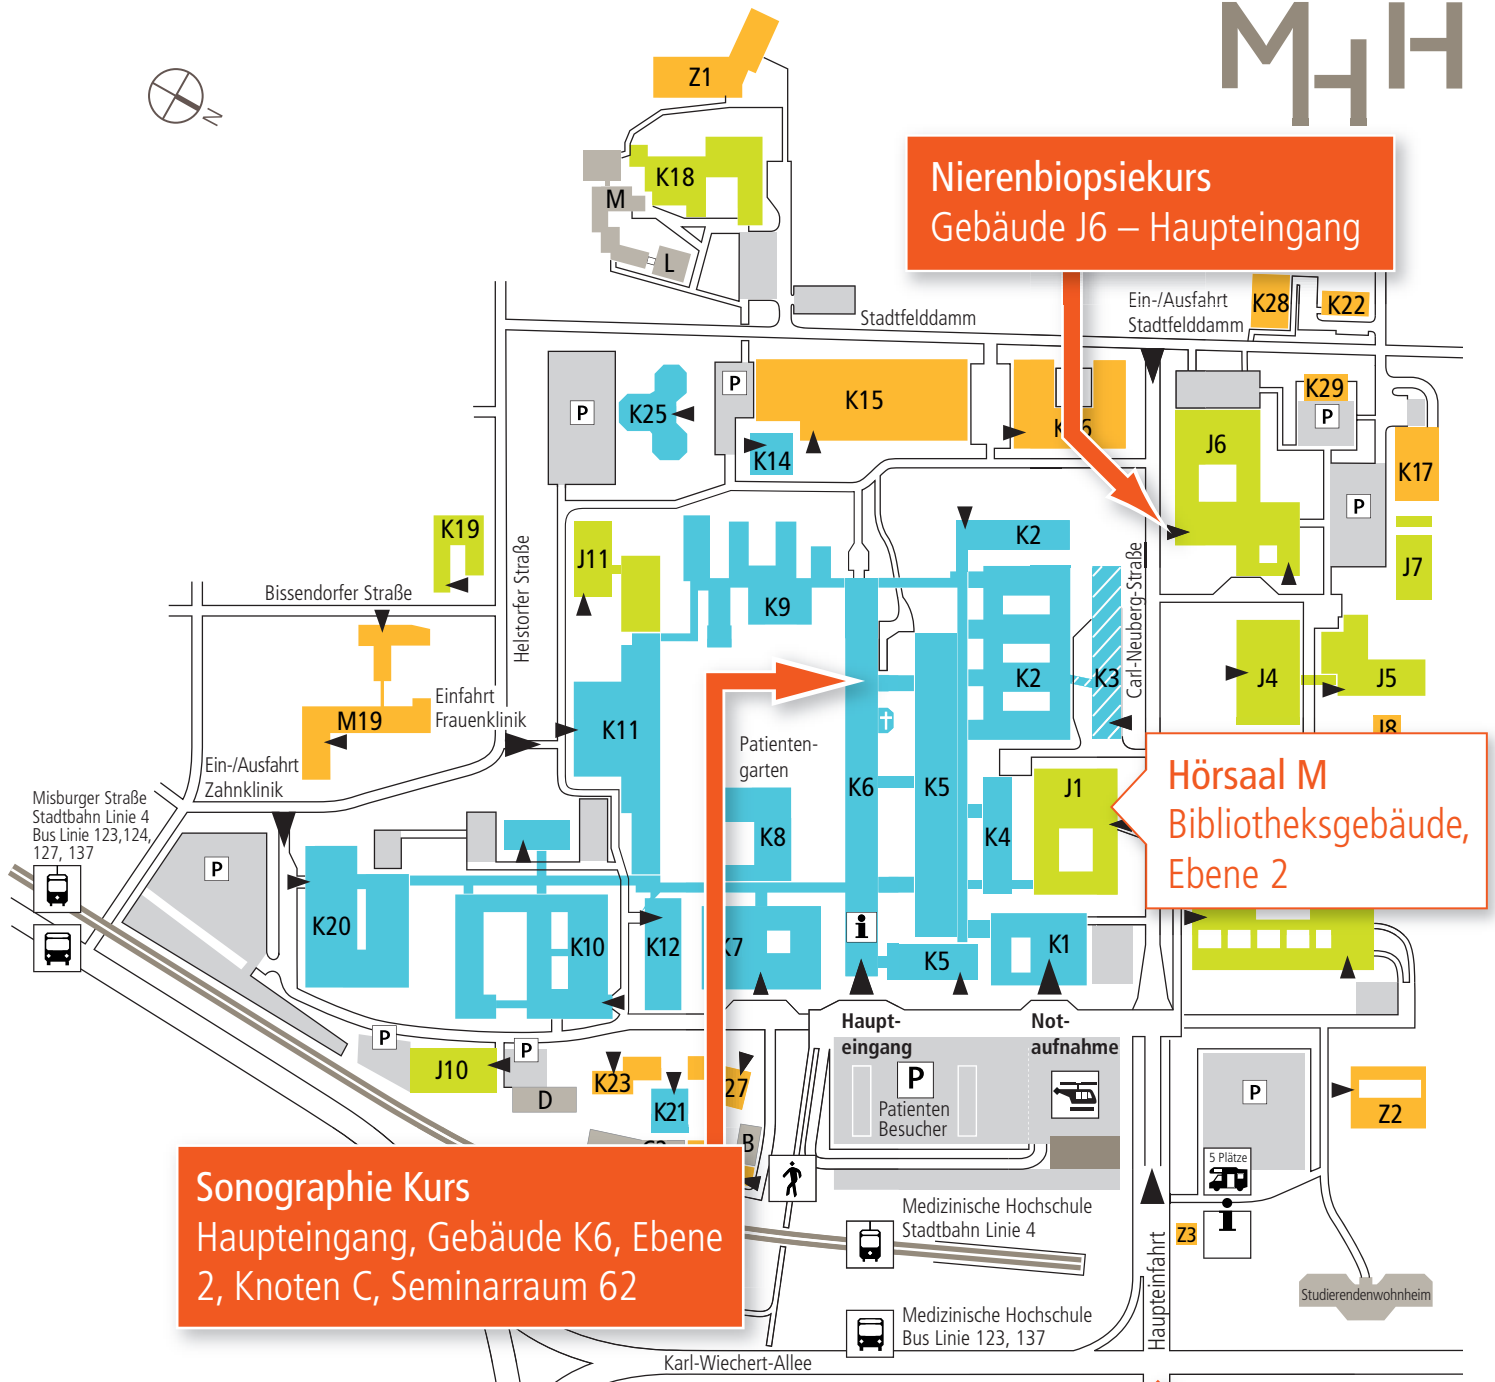 MHH
N
Z1
K18
M
L
Nierenbiopsiekurs
Gebäude J6 – Haupteingang
Ein-/Ausfahrt
Stadtfelddamm
K28
K22
Stadtfelddamm
P
K25
P
K15
K14
K29
P
J6
K17
P
K19
J11
K2
J7
Helstorfer Straße
Bissendorfer Straße
K9
Carl-Neuberg-Straße
K2
K3
J4
J5
J8
Einfahrt
Frauenklinik
M19
K11
Patienten-
garten
K6
K5
Ein-/Ausfahrt
Zahnklinik
Misburger Straße
Stadtbahn Linie 4
Bus Linie 123,124,
127, 137
J1
Hörsaal M
Bibliotheksgebäude,
Ebene 2
K8
K4
P
K20
K10
K12
K7
i
K5
K1
Haupt-
eingang
Not-
aufnahme
P
J10
P
D
K23
K21
27
B
P
Patienten
Besucher
P
Z2
5 Plätze
i
Z3
Sonographie Kurs
Haupteingang, Gebäude K6, Ebene
2, Knoten C, Seminarraum 62
Medizinische Hochschule
Stadtbahn Linie 4
Haupteinfahrt
Studierendenwohnheim
Medizinische Hochschule
Bus Linie 123, 137
Karl-Wiechert-Allee